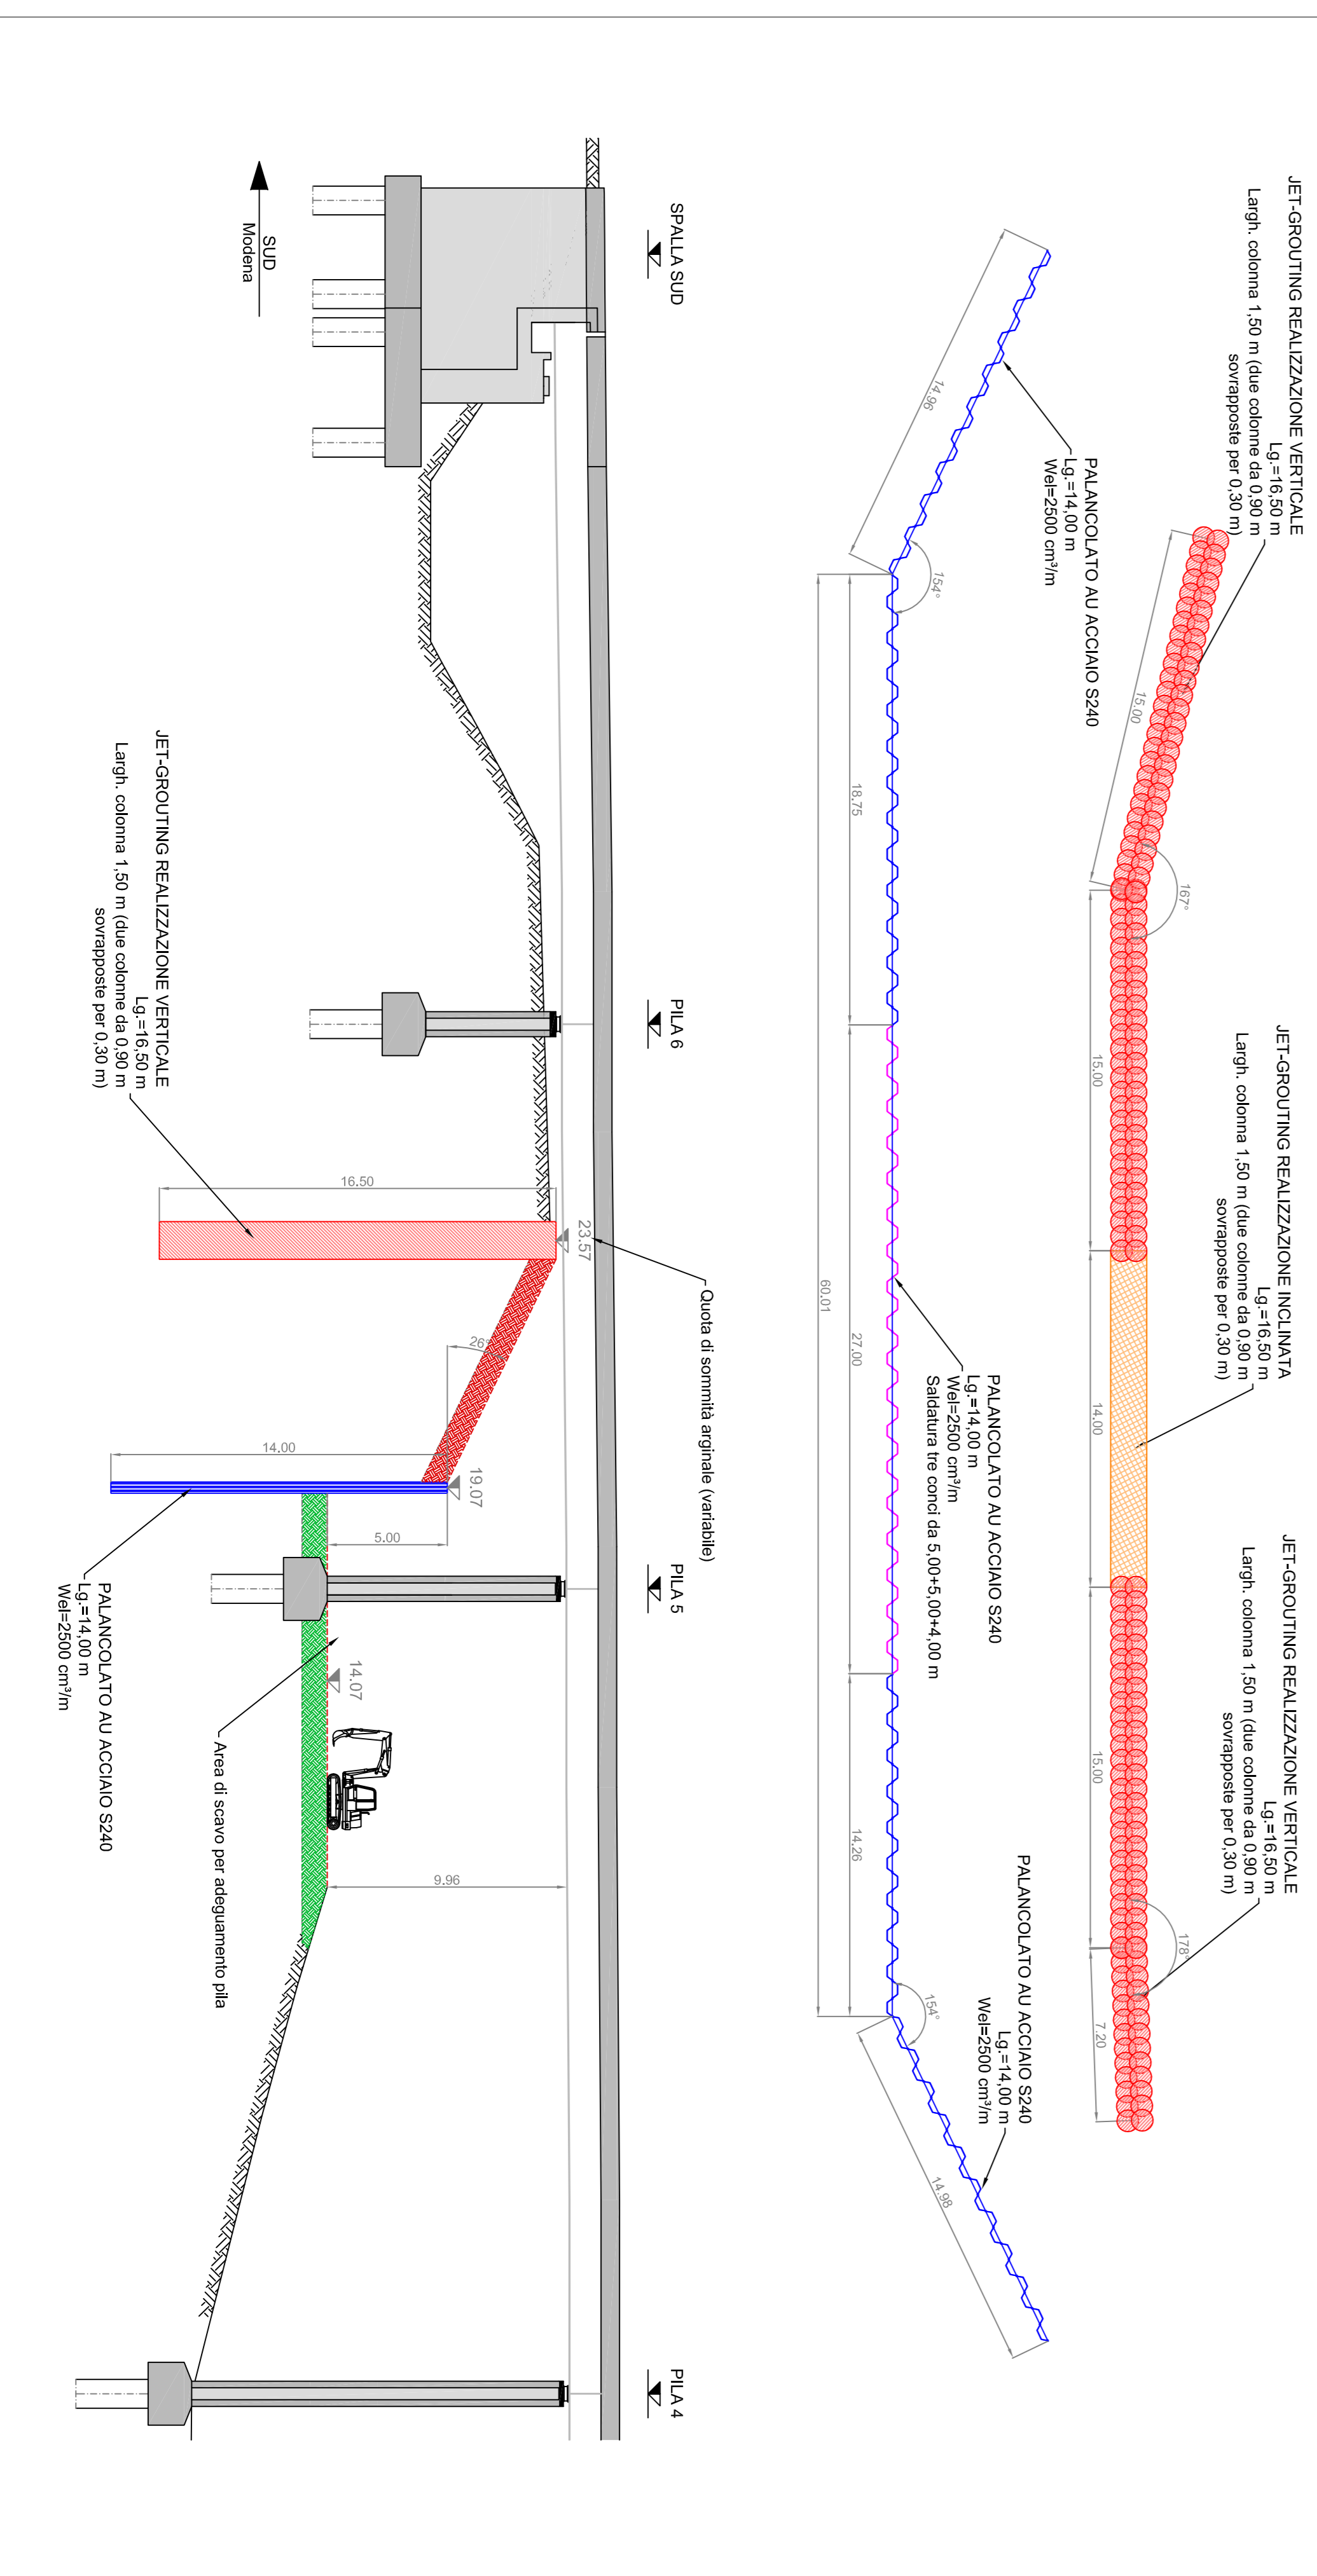 JET-GROUTING REALIZZAZIONE VERTICALE
Lg.=16,50 m
Largh. colonna 1,50 m (due colonne da 0,90 m
sovrapposte per 0,30 m)
JET-GROUTING REALIZZAZIONE INCLINATA
Lg.=16,50 m
Largh. colonna 1,50 m (due colonne da 0,90 m
sovrapposte per 0,30 m)
JET-GROUTING REALIZZAZIONE VERTICALE
Lg.=16,50 m
Largh. colonna 1,50 m (due colonne da 0,90 m
sovrapposte per 0,30 m)
15.00
167°
15.00
14.00
15.00
178°
7.20
PALANCOLATO AU ACCIAIO S240
Lg.=14,00 m
Wel=2500 cm³/m
PALANCOLATO AU ACCIAIO S240
Lg.=14,00 m
Wel=2500 cm³/m
Saldatura tre conci da 5,00+5,00+4,00 m
PALANCOLATO AU ACCIAIO S240
Lg.=14,00 m
Wel=2500 cm³/m
14.96
154°
18.75
27.00
14.26
60.01
154°
14.98
SPALLA SUD
PILA 6
Quota di sommità arginale (variabile)
PILA 5
PILA 4
23.57
16.50
26°
19.07
14.00
5.00
14.07
9.96
SUD
Modena
JET-GROUTING REALIZZAZIONE VERTICALE
Lg.=16,50 m
Largh. colonna 1,50 m (due colonne da 0,90 m
sovrapposte per 0,30 m)
Area di scavo per adeguamento pila
PALANCOLATO AU ACCIAIO S240
Lg.=14,00 m
Wel=2500 cm³/m